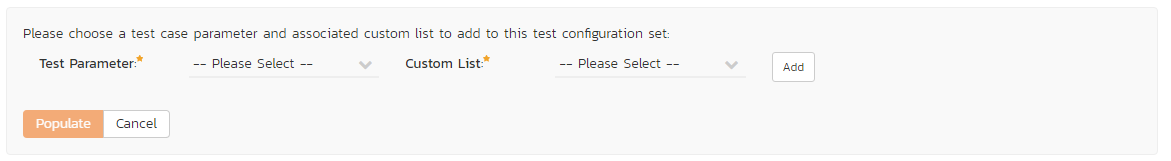 Please choose a test case parameter and associated custom list to add to this test configuration set:
Test Parameter:* -- Please Select -- Custom List:* -- Please Select -- Add
Populate Cancel